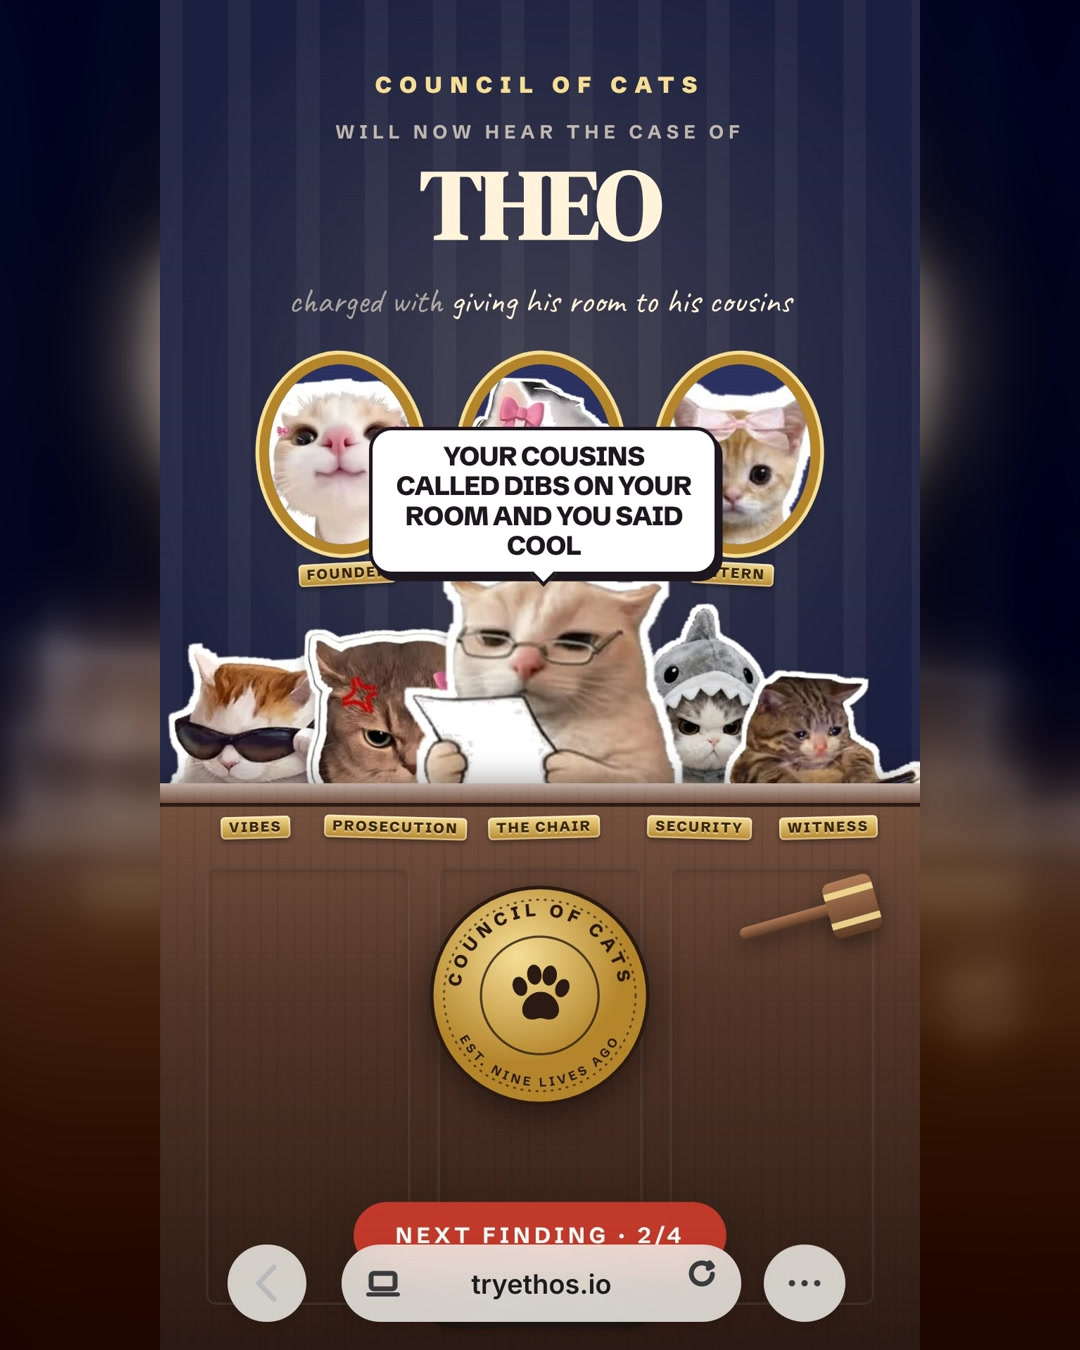 COUNCIL OF CATS
WILL NOW HEAR THE CASE OF
THEO
charged with giving his room to his cousins
YOUR COUSINS
CALLED DIBS ON YOUR
ROOM AND YOU SAID
COOL
VIBES
PROSECUTION
THE CHAIR
SECURITY
WITNESS
COUNCIL OF CATS
EST. NINE LIVES AGO
NEXT FINDING · 2/4
tryethos.io